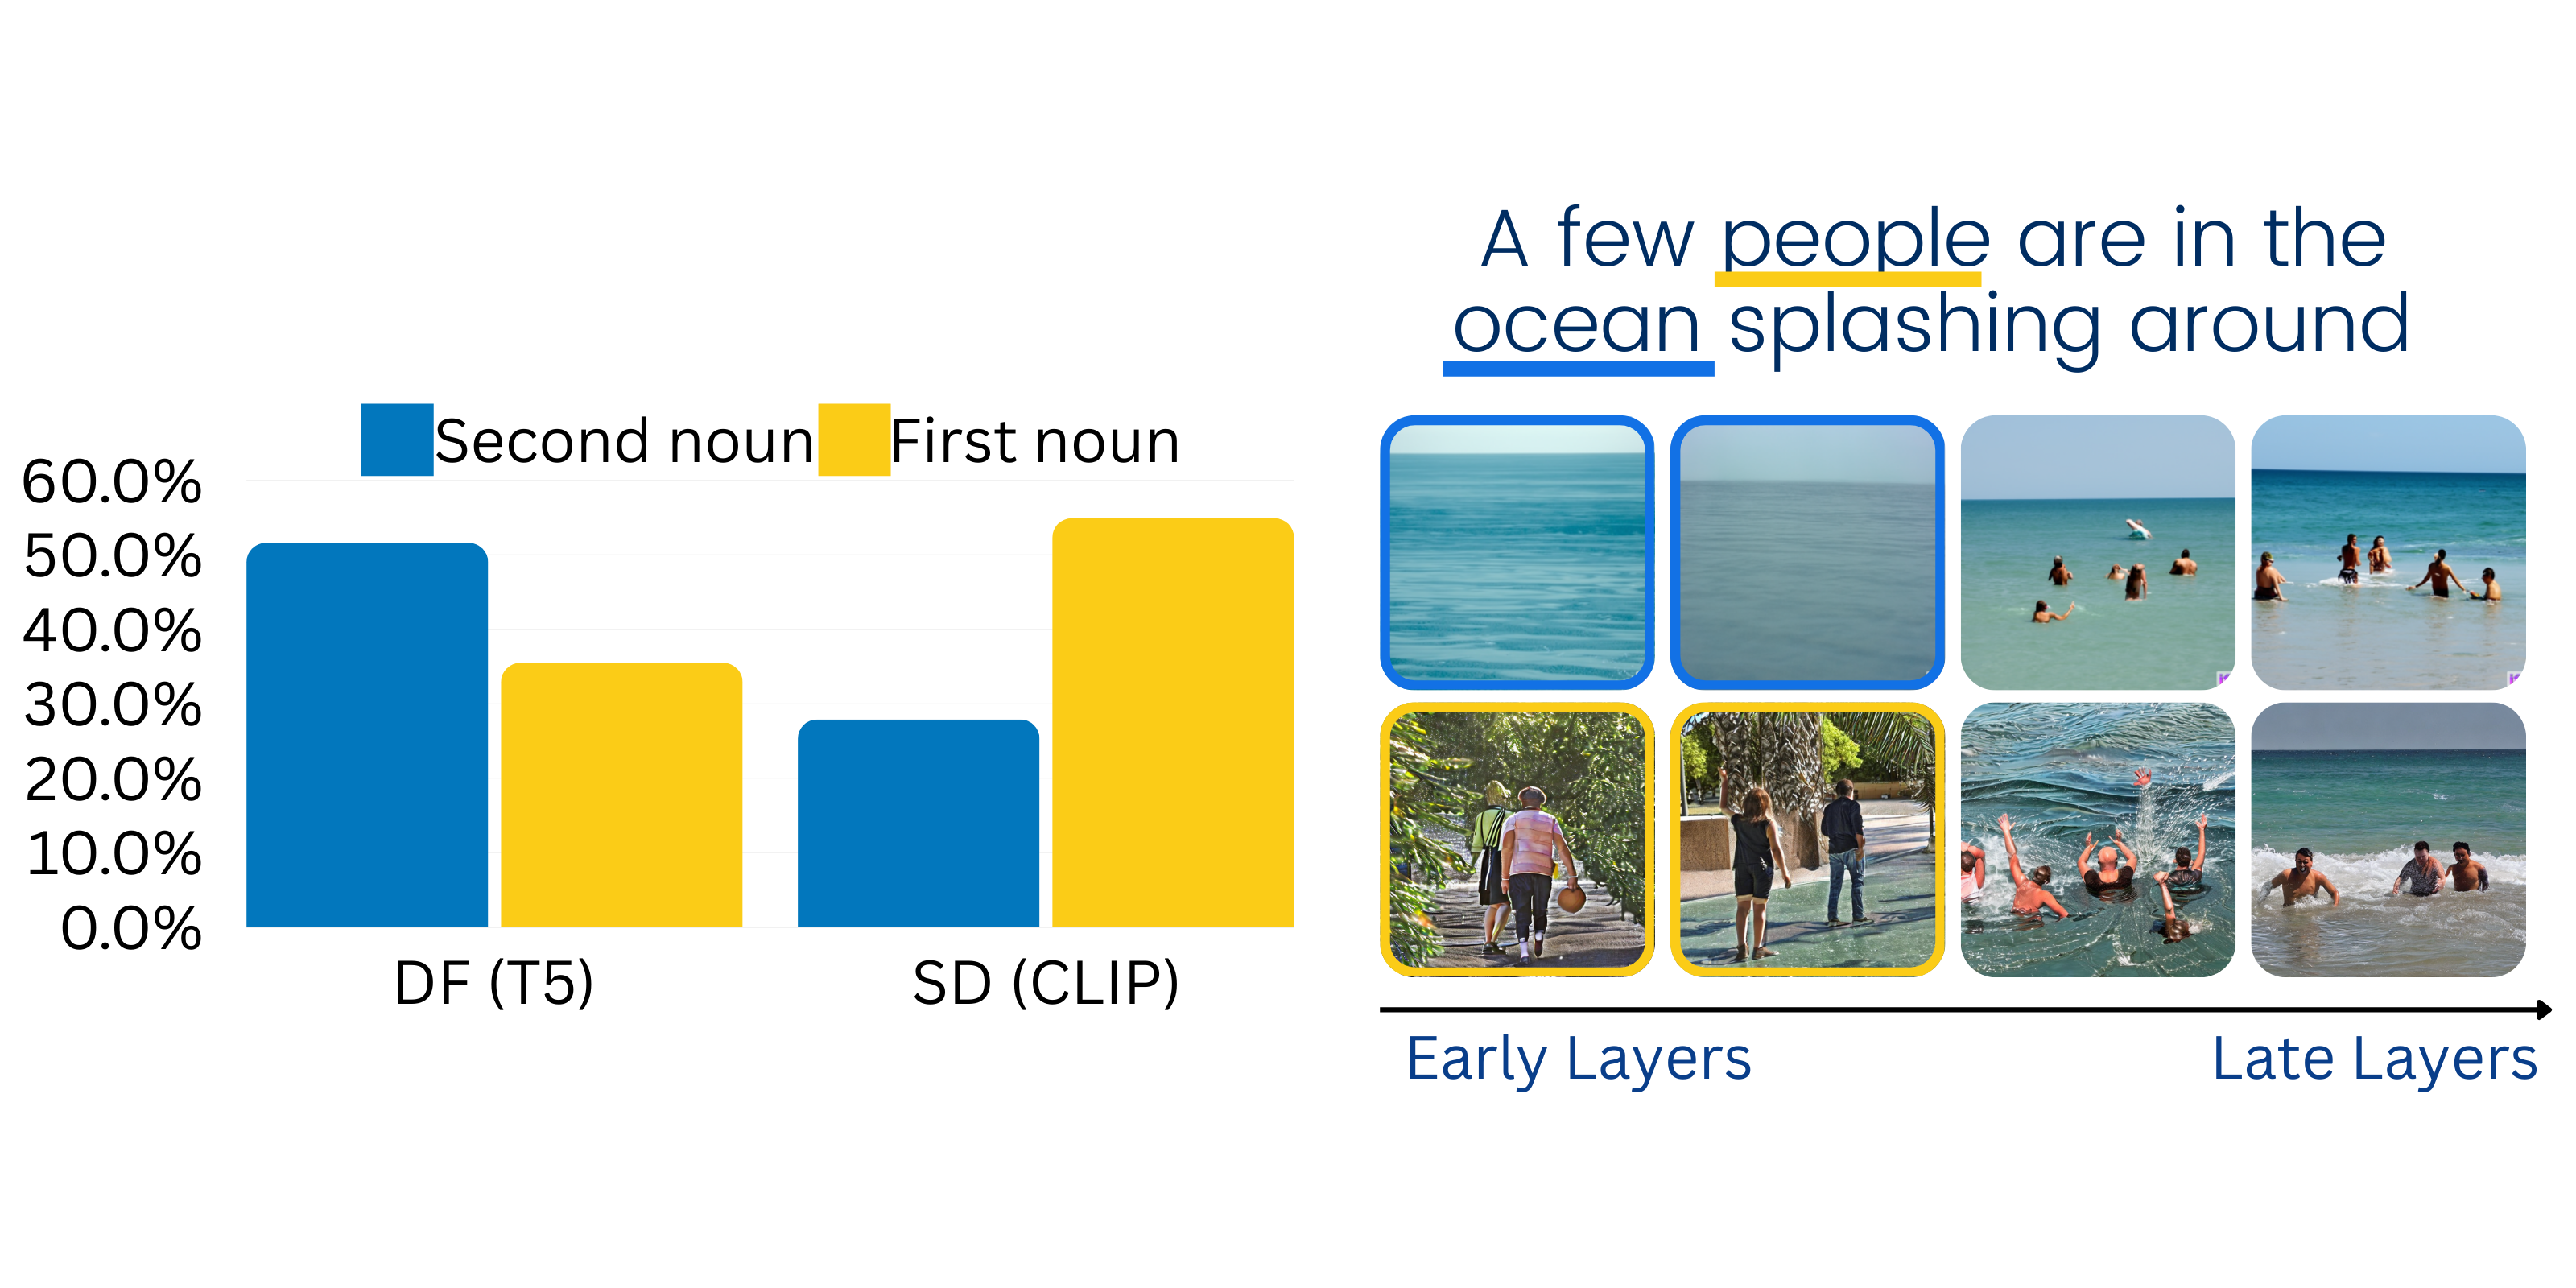 Second noun First noun
60.0%
50.0%
40.0%
30.0%
20.0%
10.0%
0.0%
DF (T5) SD (CLIP)
A few people are in the
ocean splashing around
Early Layers Late Layers